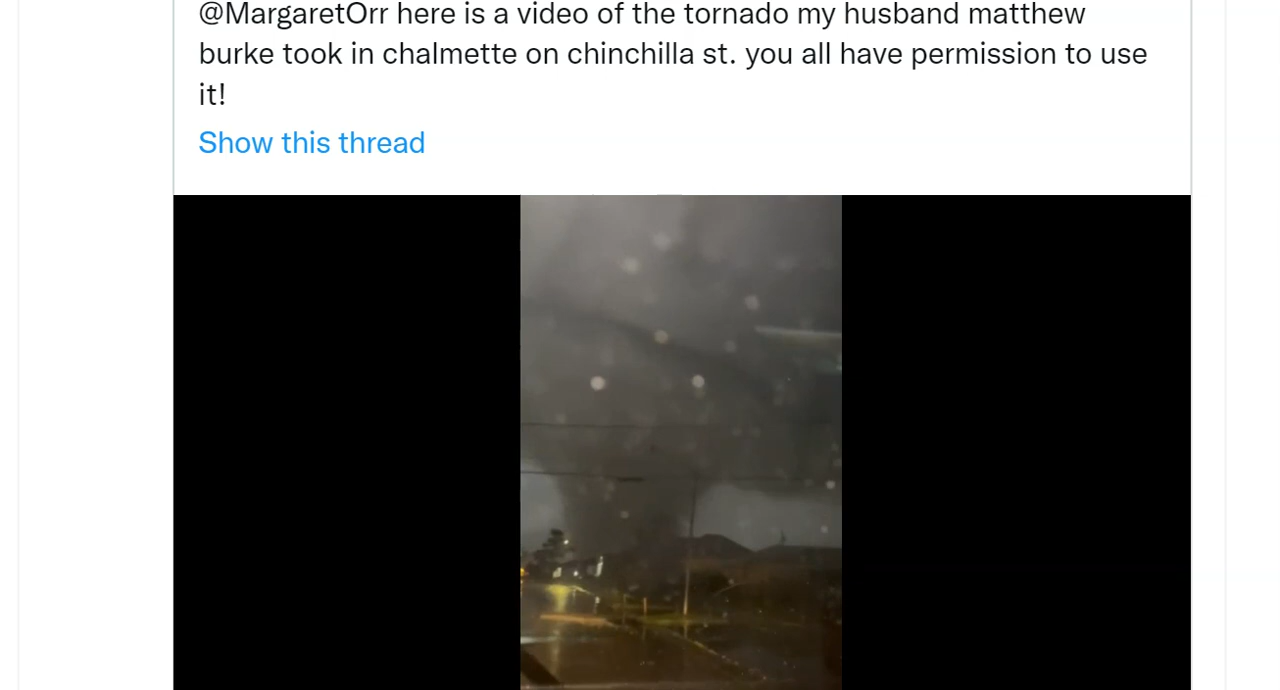 @MargaretOrr here is a video of the tornado my husband matthew
burke took in chalmette on chinchilla st. you all have permission to use
it!
Show this thread